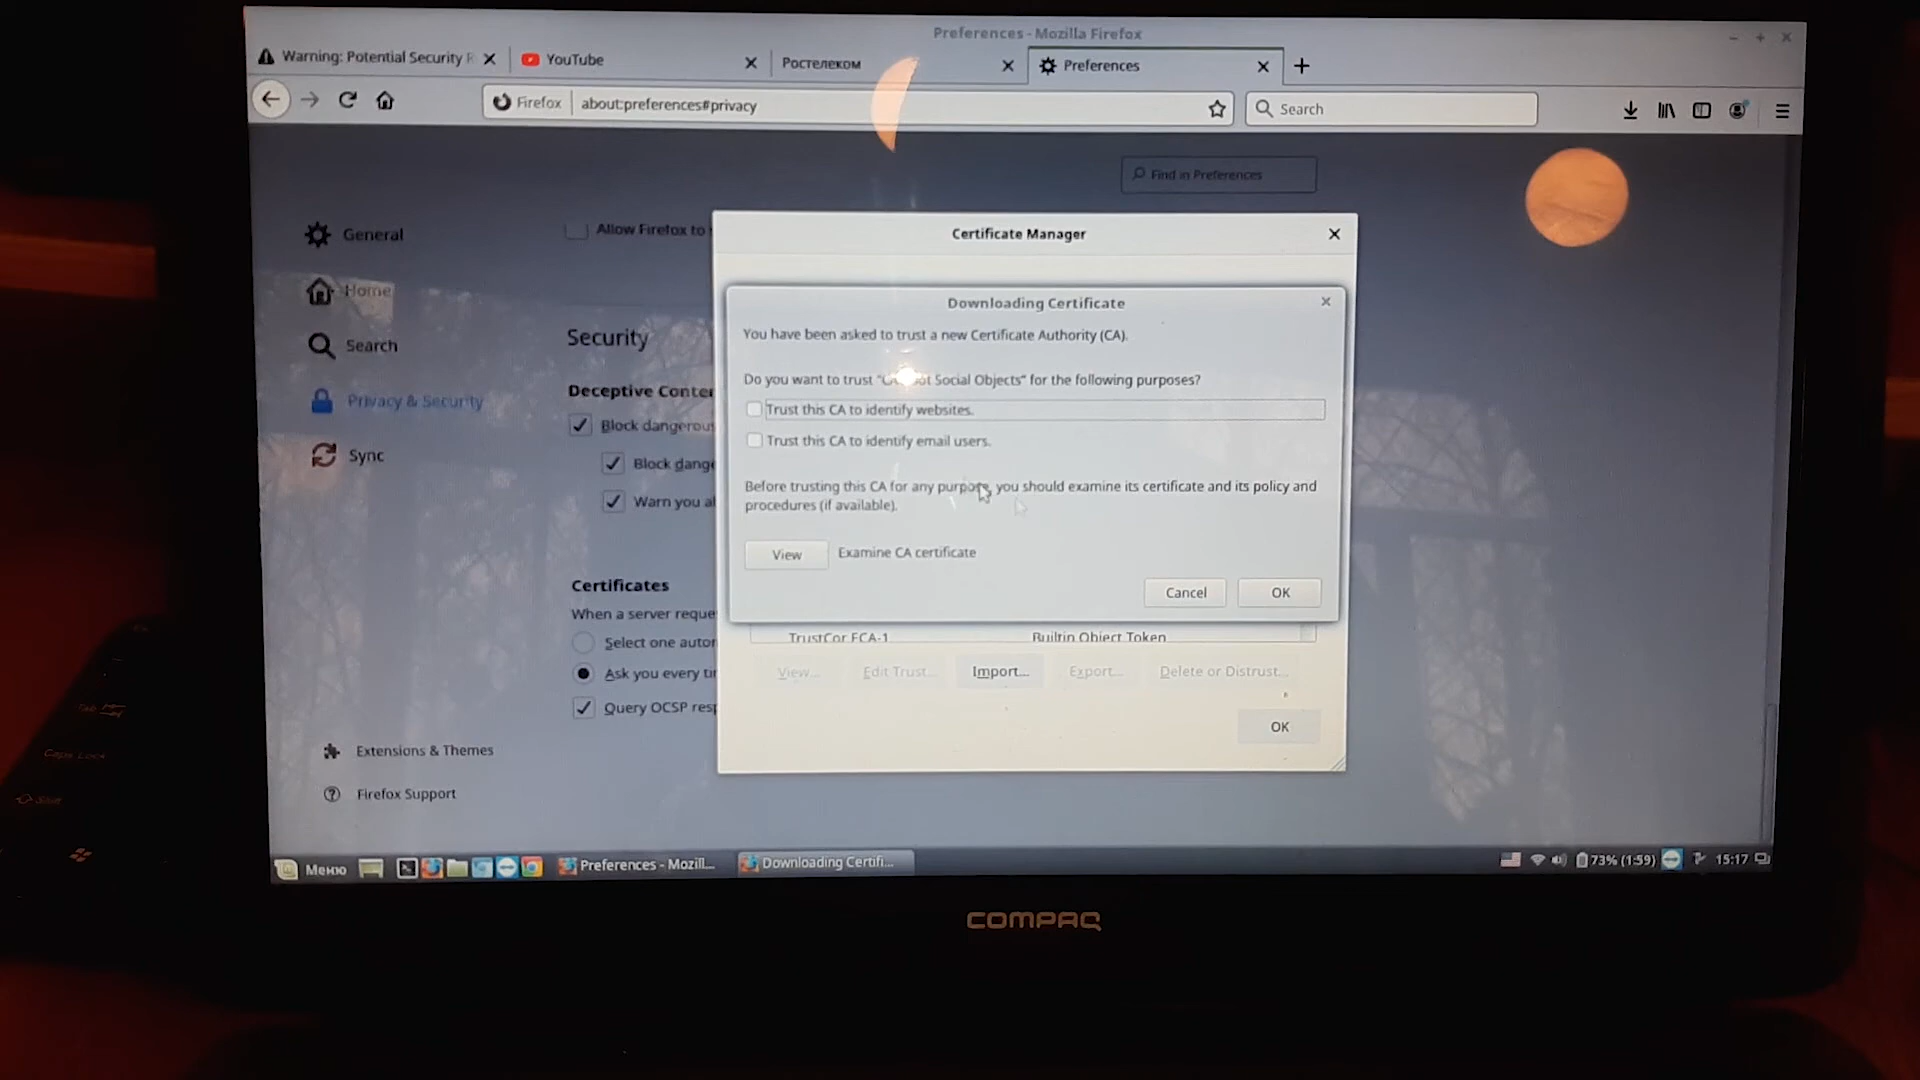 Preferences - Mozilla Firefox
Warning: Potential Security R
YouTube
Ростелеком
Preferences
Firefox
about:preferences#privacy
Search
Find in Preferences
General
Home
Search
Privacy & Security
Sync
Extensions & Themes
Firefox Support
Allow Firefox to
Security
Deceptive Conte
Block dangerou
Block dange
Warn you al
Certificates
When a server reque
Select one autor
Ask you every ti
Query OCSP resp
Certificate Manager
Downloading Certificate
You have been asked to trust a new Certificate Authority (CA).
Do you want to trust "Social Objects" for the following purposes?
Trust this CA to identify websites.
Trust this CA to identify email users.
Before trusting this CA for any purpose, you should examine its certificate and its policy and
procedures (if available).
View
Examine CA certificate
Cancel
OK
TrustCor ECA-1
Builtin Object Token
View...
Edit Trust...
Import...
Export...
Delete or Distrust...
OK
Меню
Preferences - Mozill...
Downloading Certifi...
73% (1:59)
15:17
Tab
Caps Lock
COMPAQ